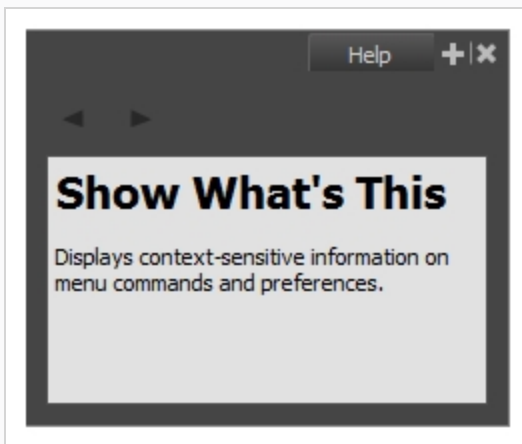 Help
Show What's This
Displays context-sensitive information on
menu commands and preferences.